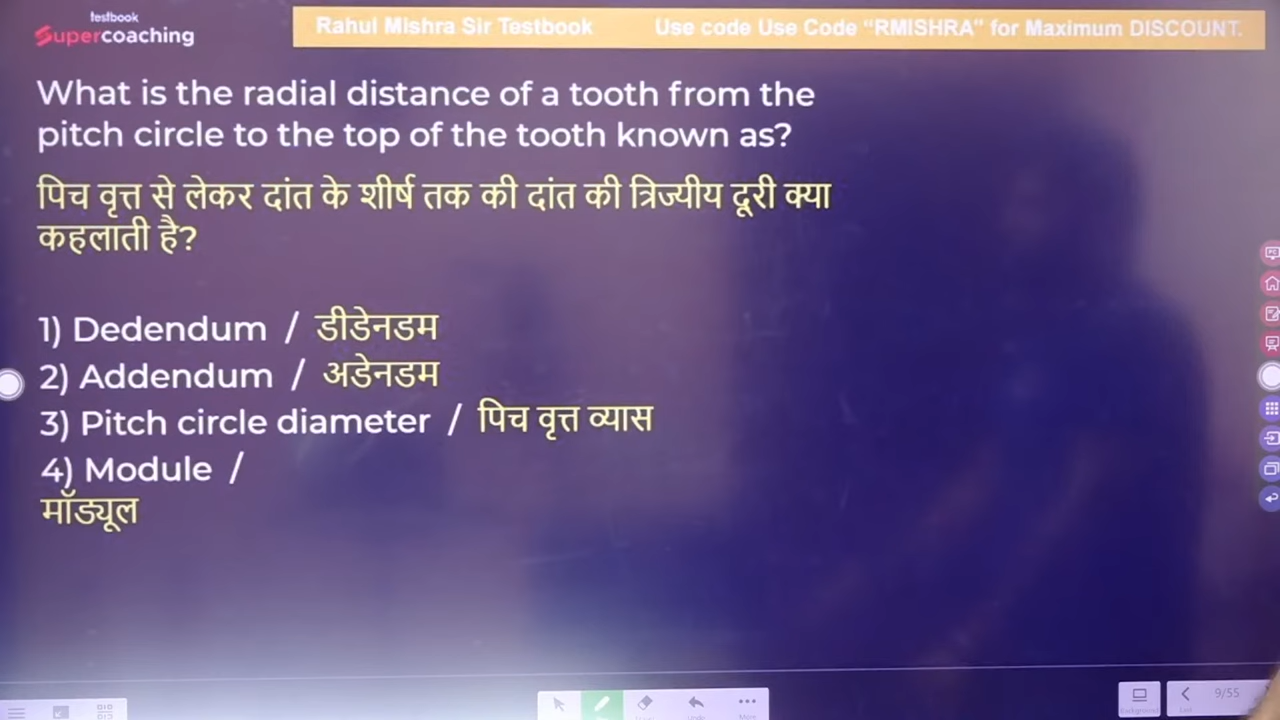 testbook
Supercoaching
Rahul Mishra Sir Testbook Use code Use Code “RMISHRA” for Maximum DISCOUNT.
What is the radial distance of a tooth from the
pitch circle to the top of the tooth known as?
पिच वृत्त से लेकर दांत के शीर्ष तक की दांत की त्रिज्यीय दूरी क्या
कहलाती है?
1) Dedendum / डीडेनडम
2) Addendum / अडेनडम
3) Pitch circle diameter / पिच वृत्त व्यास
4) Module /
मॉड्यूल
9/55
Background